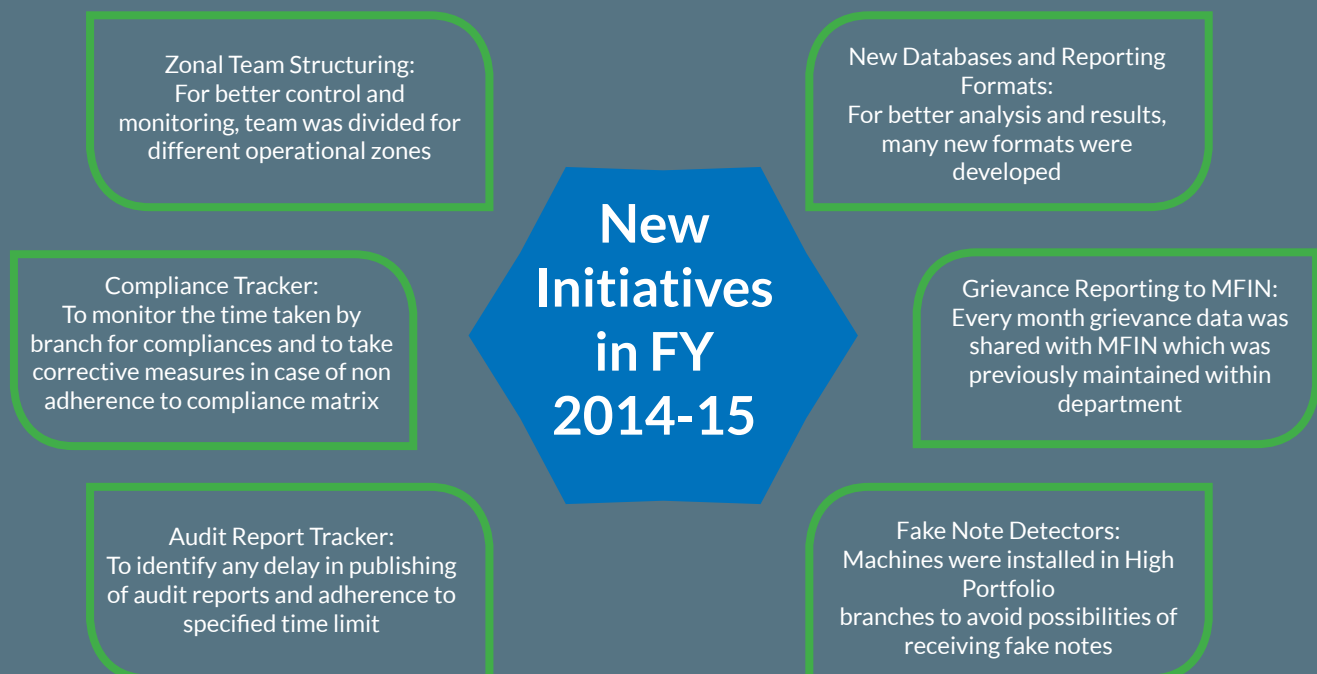 Zonal Team Structuring:
For better control and
monitoring, team was divided for
different operational zones
New Databases and Reporting
Formats:
For better analysis and results,
many new formats were
developed
New
Initiatives
in FY
2014-15
Compliance Tracker:
To monitor the time taken by
branch for compliances and to take
corrective measures in case of non
adherence to compliance matrix
Grievance Reporting to MFIN:
Every month grievance data was
shared with MFIN which was
previously maintained within
department
Audit Report Tracker:
To identify any delay in publishing
of audit reports and adherence to
specified time limit
Fake Note Detectors:
Machines were installed in High
Portfolio
branches to avoid possibilities of
receiving fake notes